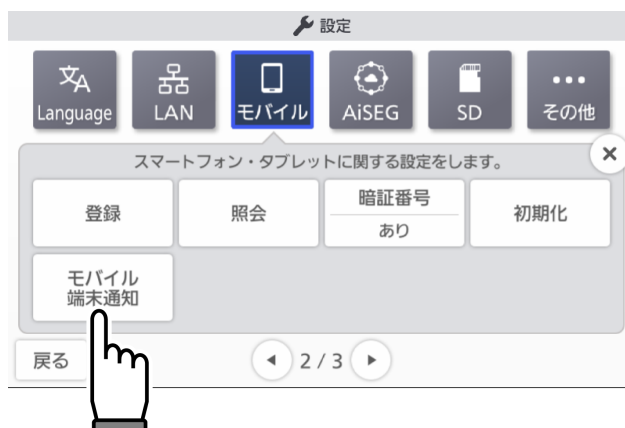 設定
Language
LAN
モバイル
AiSEG
SD
その他
スマートフォン・タブレットに関する設定をします。
登録
照会
暗証番号
あり
初期化
モバイル
端末通知
戻る
2 / 3